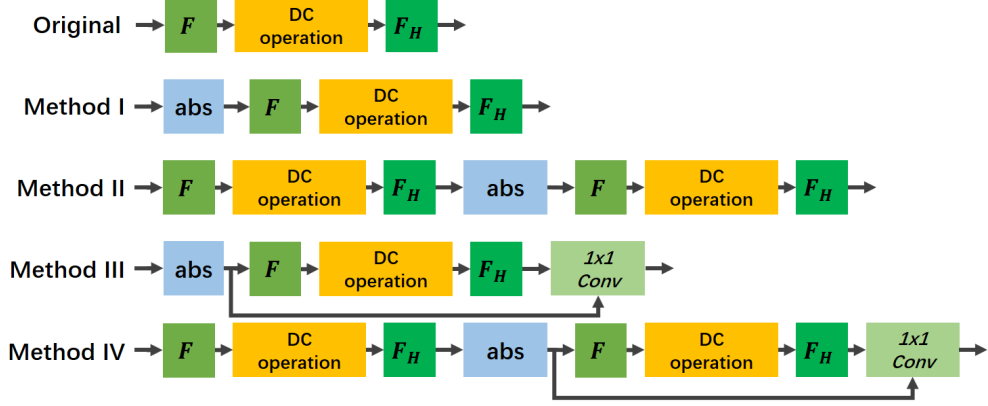 Original F DC operation F_H
Method I abs F DC operation F_H
Method II F DC operation F_H abs F DC operation F_H
Method III abs F DC operation F_H 1x1 Conv
Method IV F DC operation F_H abs F DC operation F_H 1x1 Conv